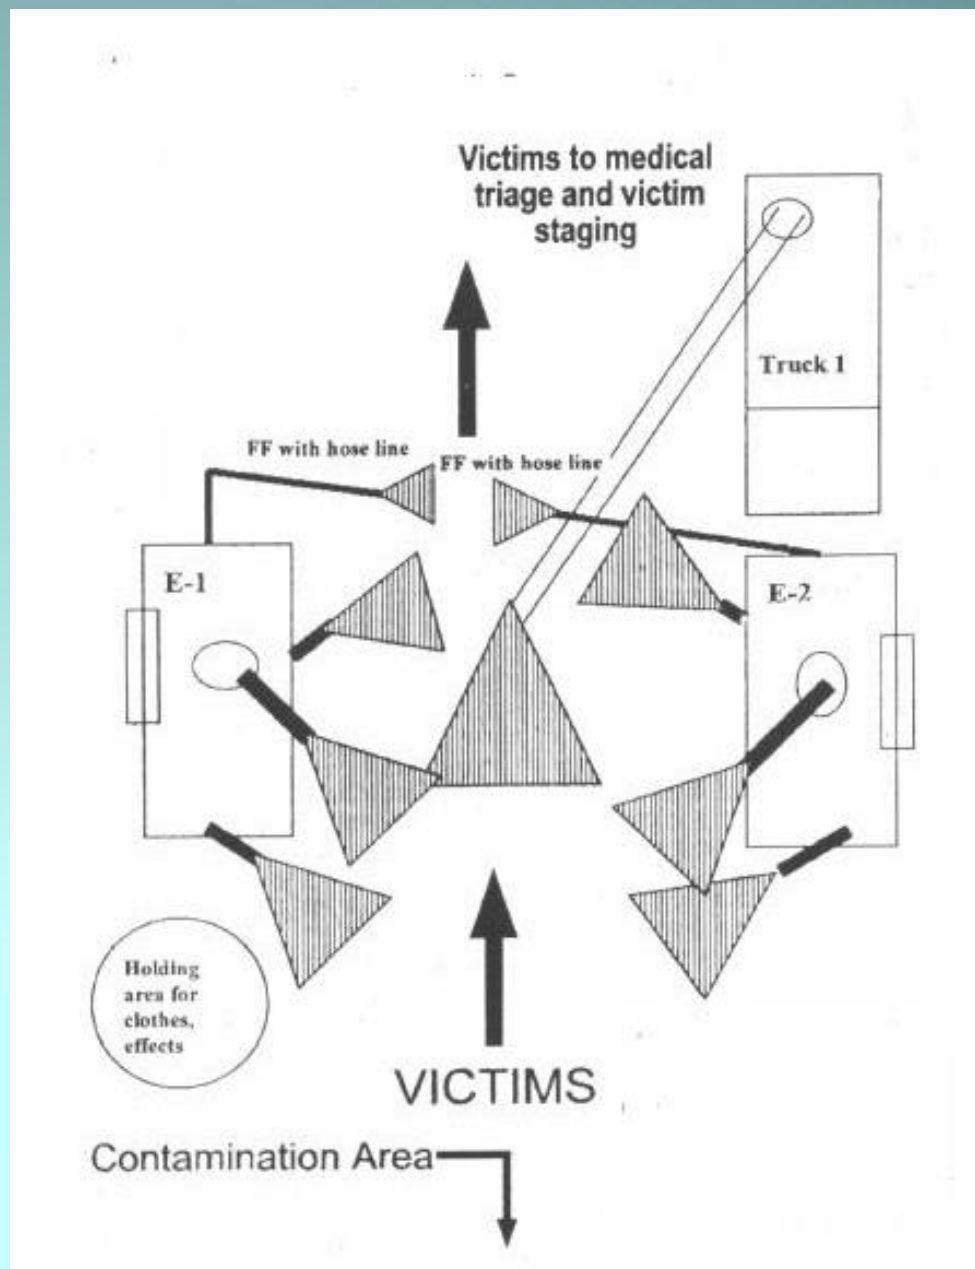 Victims to medical
triage and victim
staging
Truck 1
FF with hose line
FF with hose line
E-1
E-2
Holding
area for
clothes,
effects
VICTIMS
Contamination Area